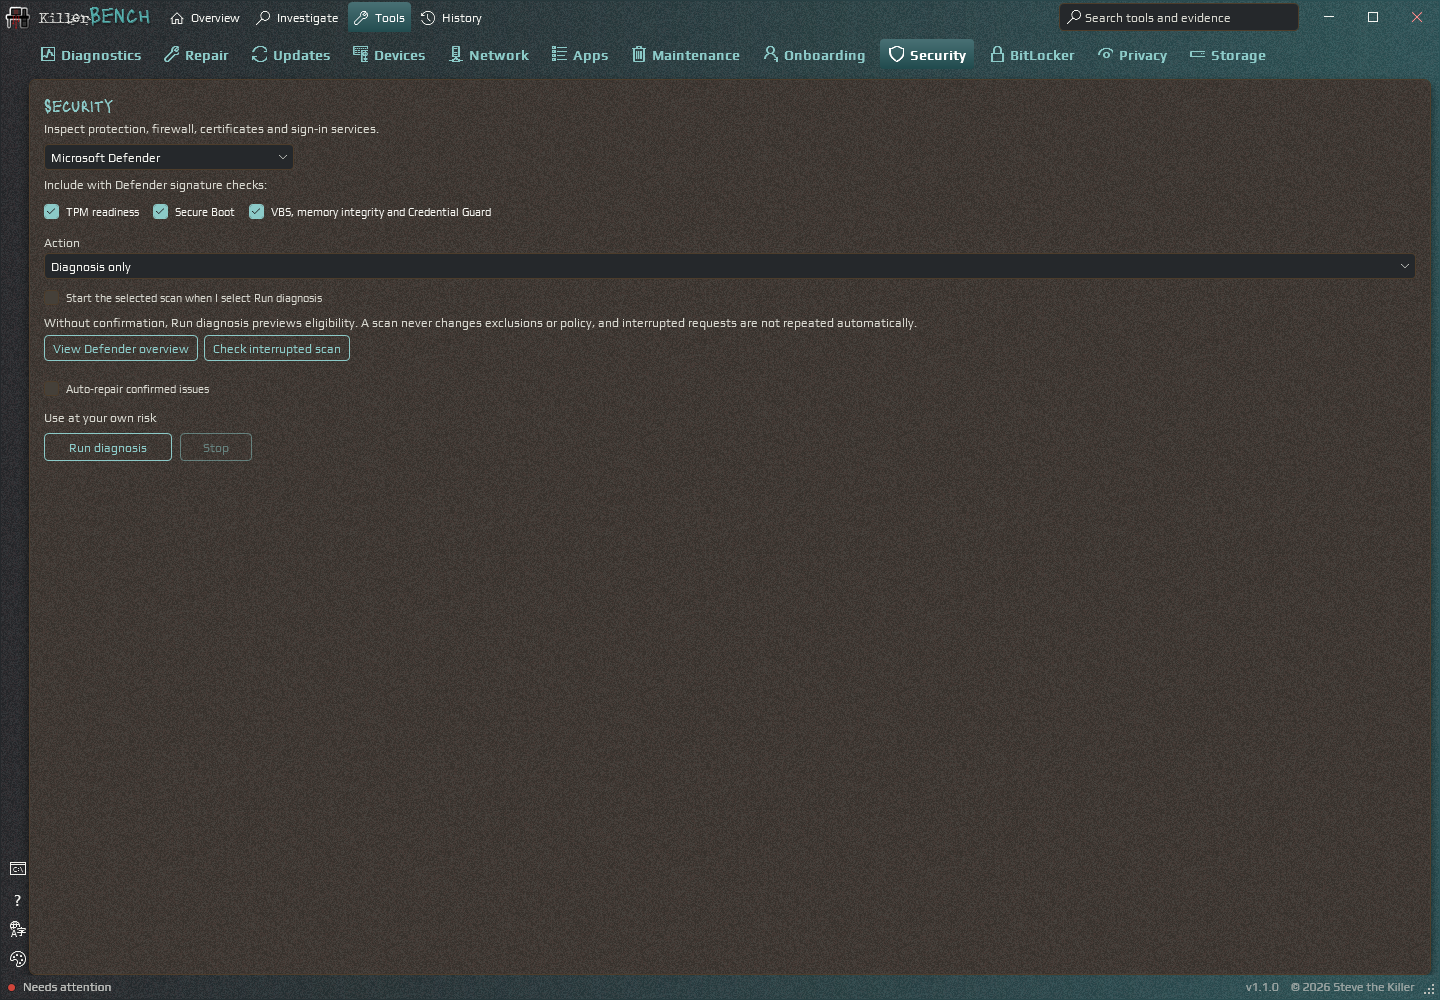 Killer BENCH
Overview
Investigate
Tools
History
Search tools and evidence
Diagnostics
Repair
Updates
Devices
Network
Apps
Maintenance
Onboarding
Security
BitLocker
Privacy
Storage
SECURITY
Inspect protection, firewall, certificates and sign-in services.
Microsoft Defender
Include with Defender signature checks:
TPM readiness
Secure Boot
VBS, memory integrity and Credential Guard
Action
Diagnosis only
Start the selected scan when I select Run diagnosis
Without confirmation, Run diagnosis previews eligibility. A scan never changes exclusions or policy, and interrupted requests are not repeated automatically.
View Defender overview
Check interrupted scan
Auto-repair confirmed issues
Use at your own risk
Run diagnosis
Stop
C:\
?
A字
Needs attention
v1.1.0
© 2026 Steve the Killer